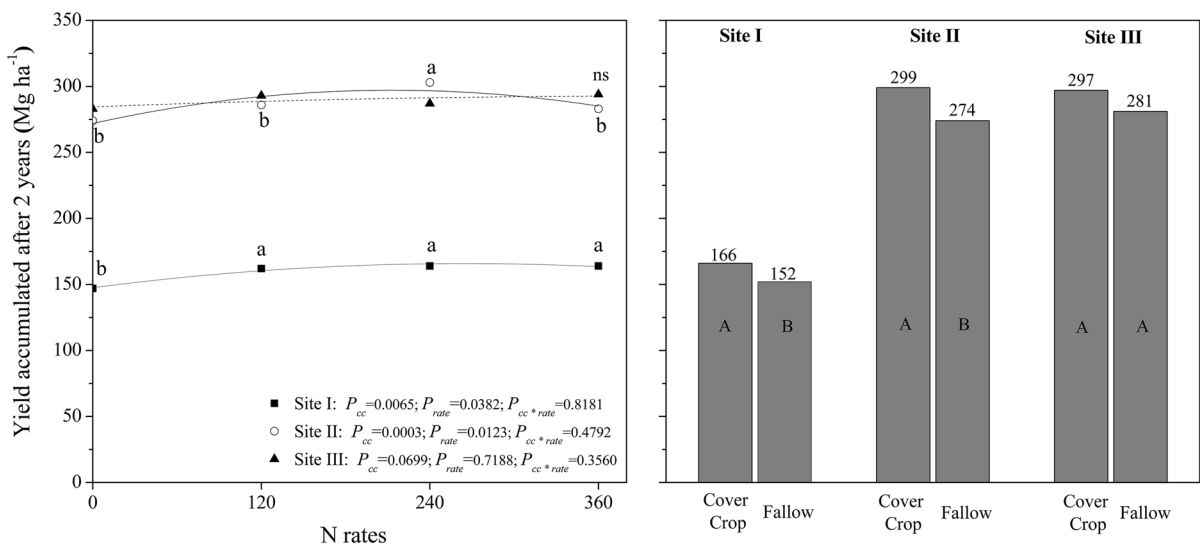 Yield accumulated after 2 years (Mg ha⁻¹)
350
300
250
200
150
100
50
0
a
ns
b
b
b
b
a
a
a
Site I: Pcc=0.0065; Prate=0.0382; Pcc*rate=0.8181
Site II: Pcc=0.0003; Prate=0.0123; Pcc*rate=0.4792
Site III: Pcc=0.0699; Prate=0.7188; Pcc*rate=0.3560
0 120 240 360
N rates
Site I Site II Site III
299 297
274 281
166
152
A B A B A A
Cover Fallow Cover Fallow Cover Fallow
Crop Crop Crop